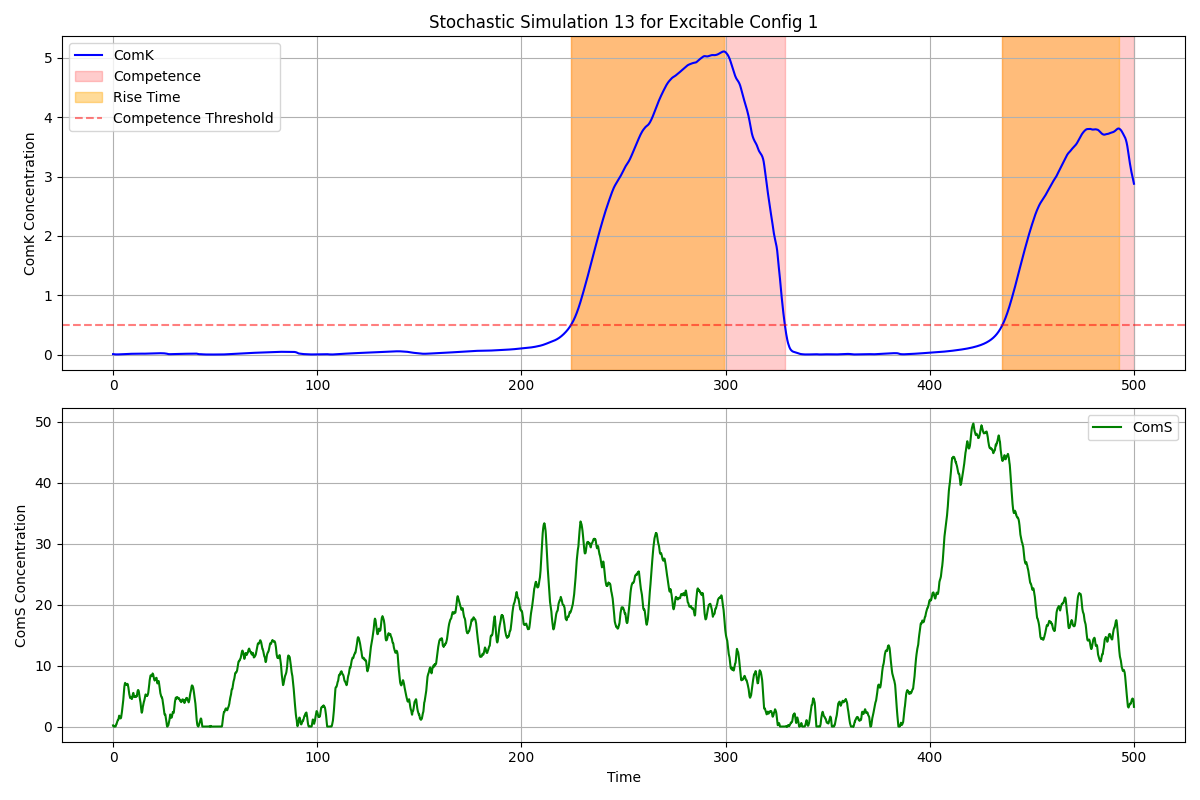 Stochastic Simulation 13 for Excitable Config 1
ComK
Competence
Rise Time
Competence Threshold
ComK Concentration
5
4
3
2
1
0
0 100 200 300 400 500
ComS
ComS Concentration
50
40
30
20
10
0
0 100 200 300 400 500
Time